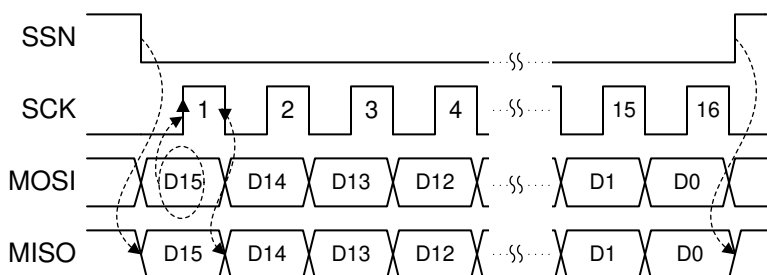 SSN
SCK 1 2 3 4 15 16
MOSI D15 D14 D13 D12 D1 D0
MISO D15 D14 D13 D12 D1 D0